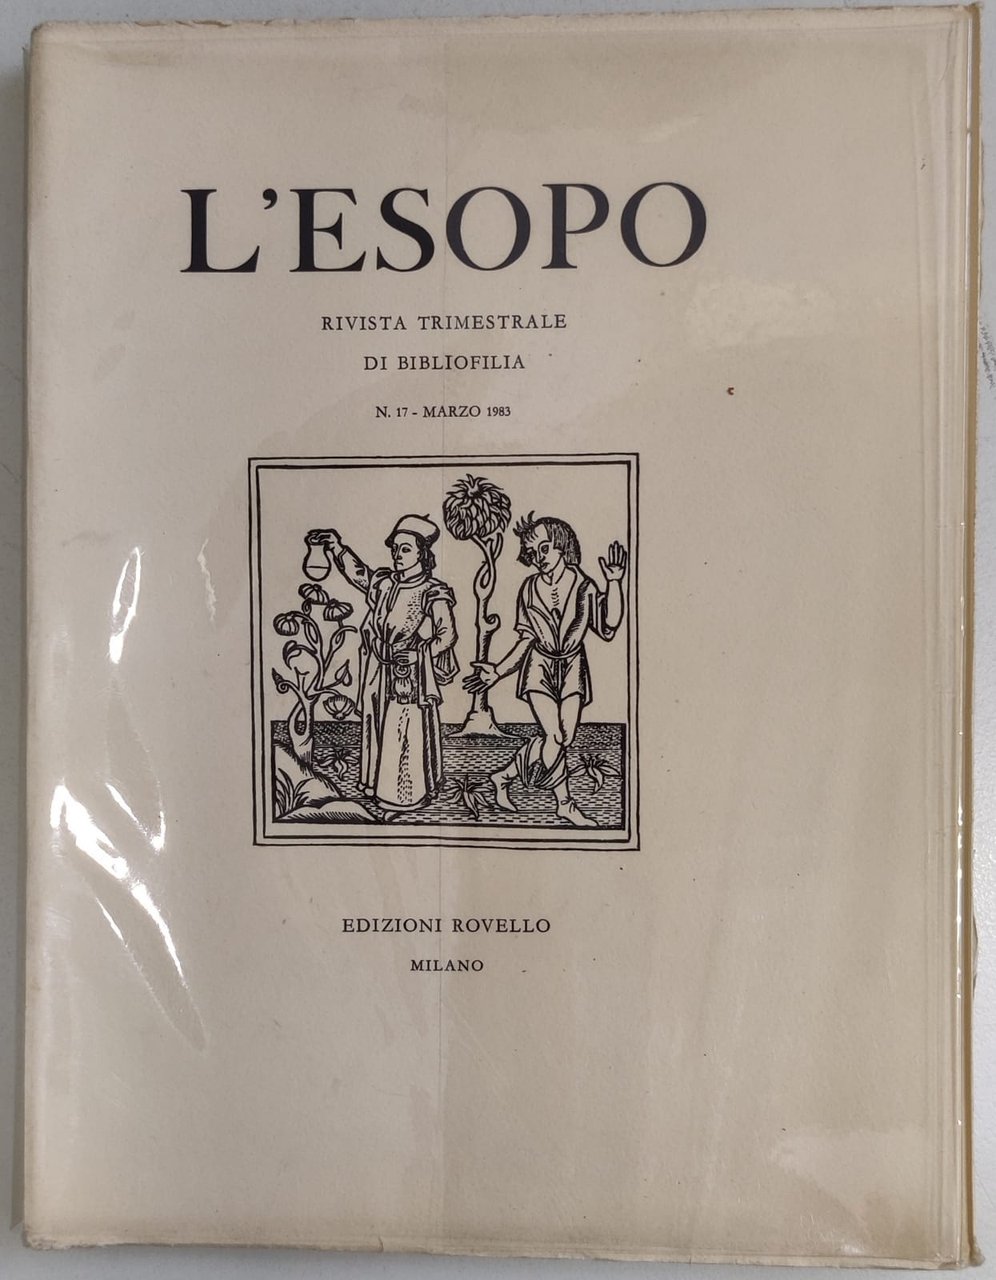 L'ESOPO
RIVISTA TRIMESTRALE
DI BIBLIOFILIA
N. 17 - MARZO 1983
EDIZIONI ROVELLO
MILANO